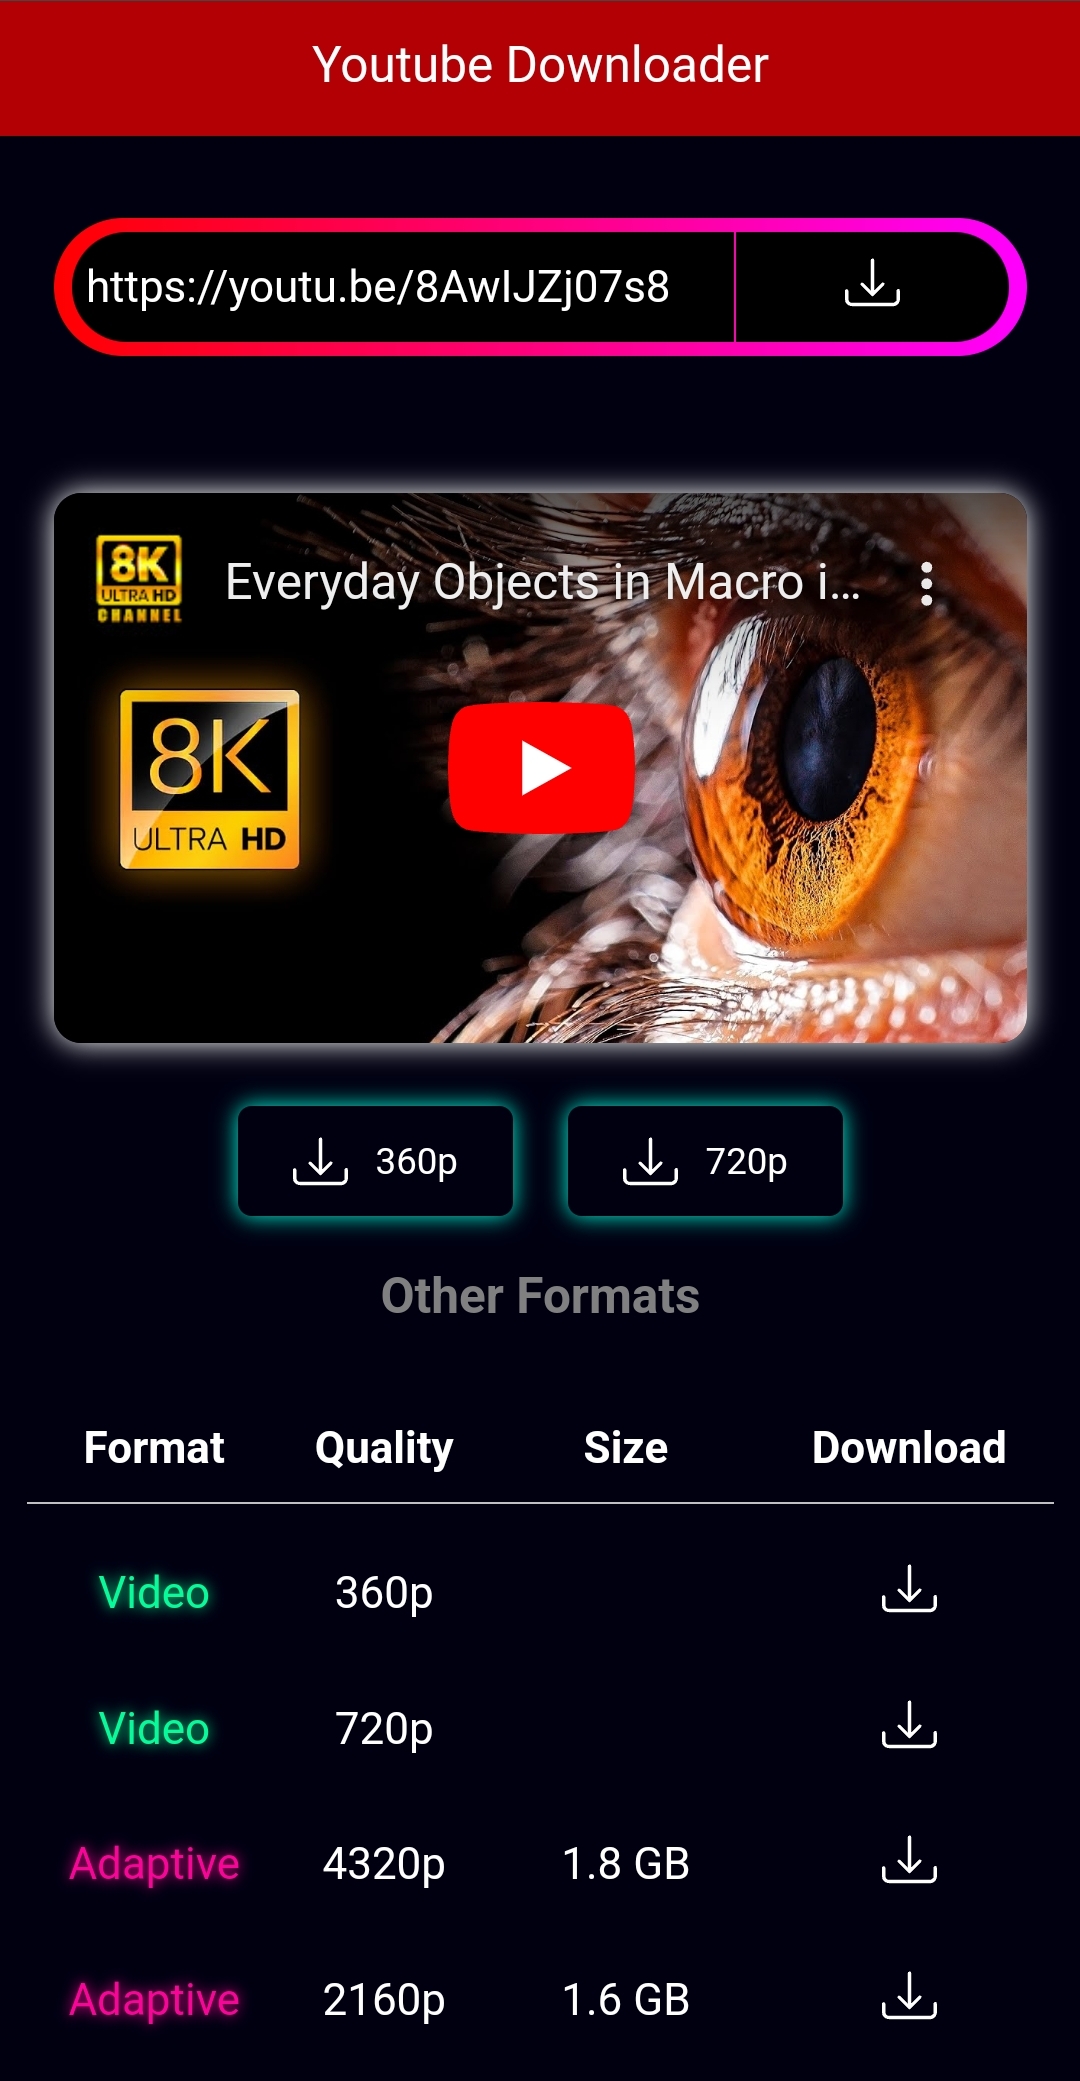 Youtube Downloader
https://youtu.be/8AwIJZj07s8
8K
ULTRA HD
CHANNEL
Everyday Objects in Macro i...
8K
ULTRA HD
360p 720p
Other Formats
Format Quality Size Download
Video 360p
Video 720p
Adaptive 4320p 1.8 GB
Adaptive 2160p 1.6 GB